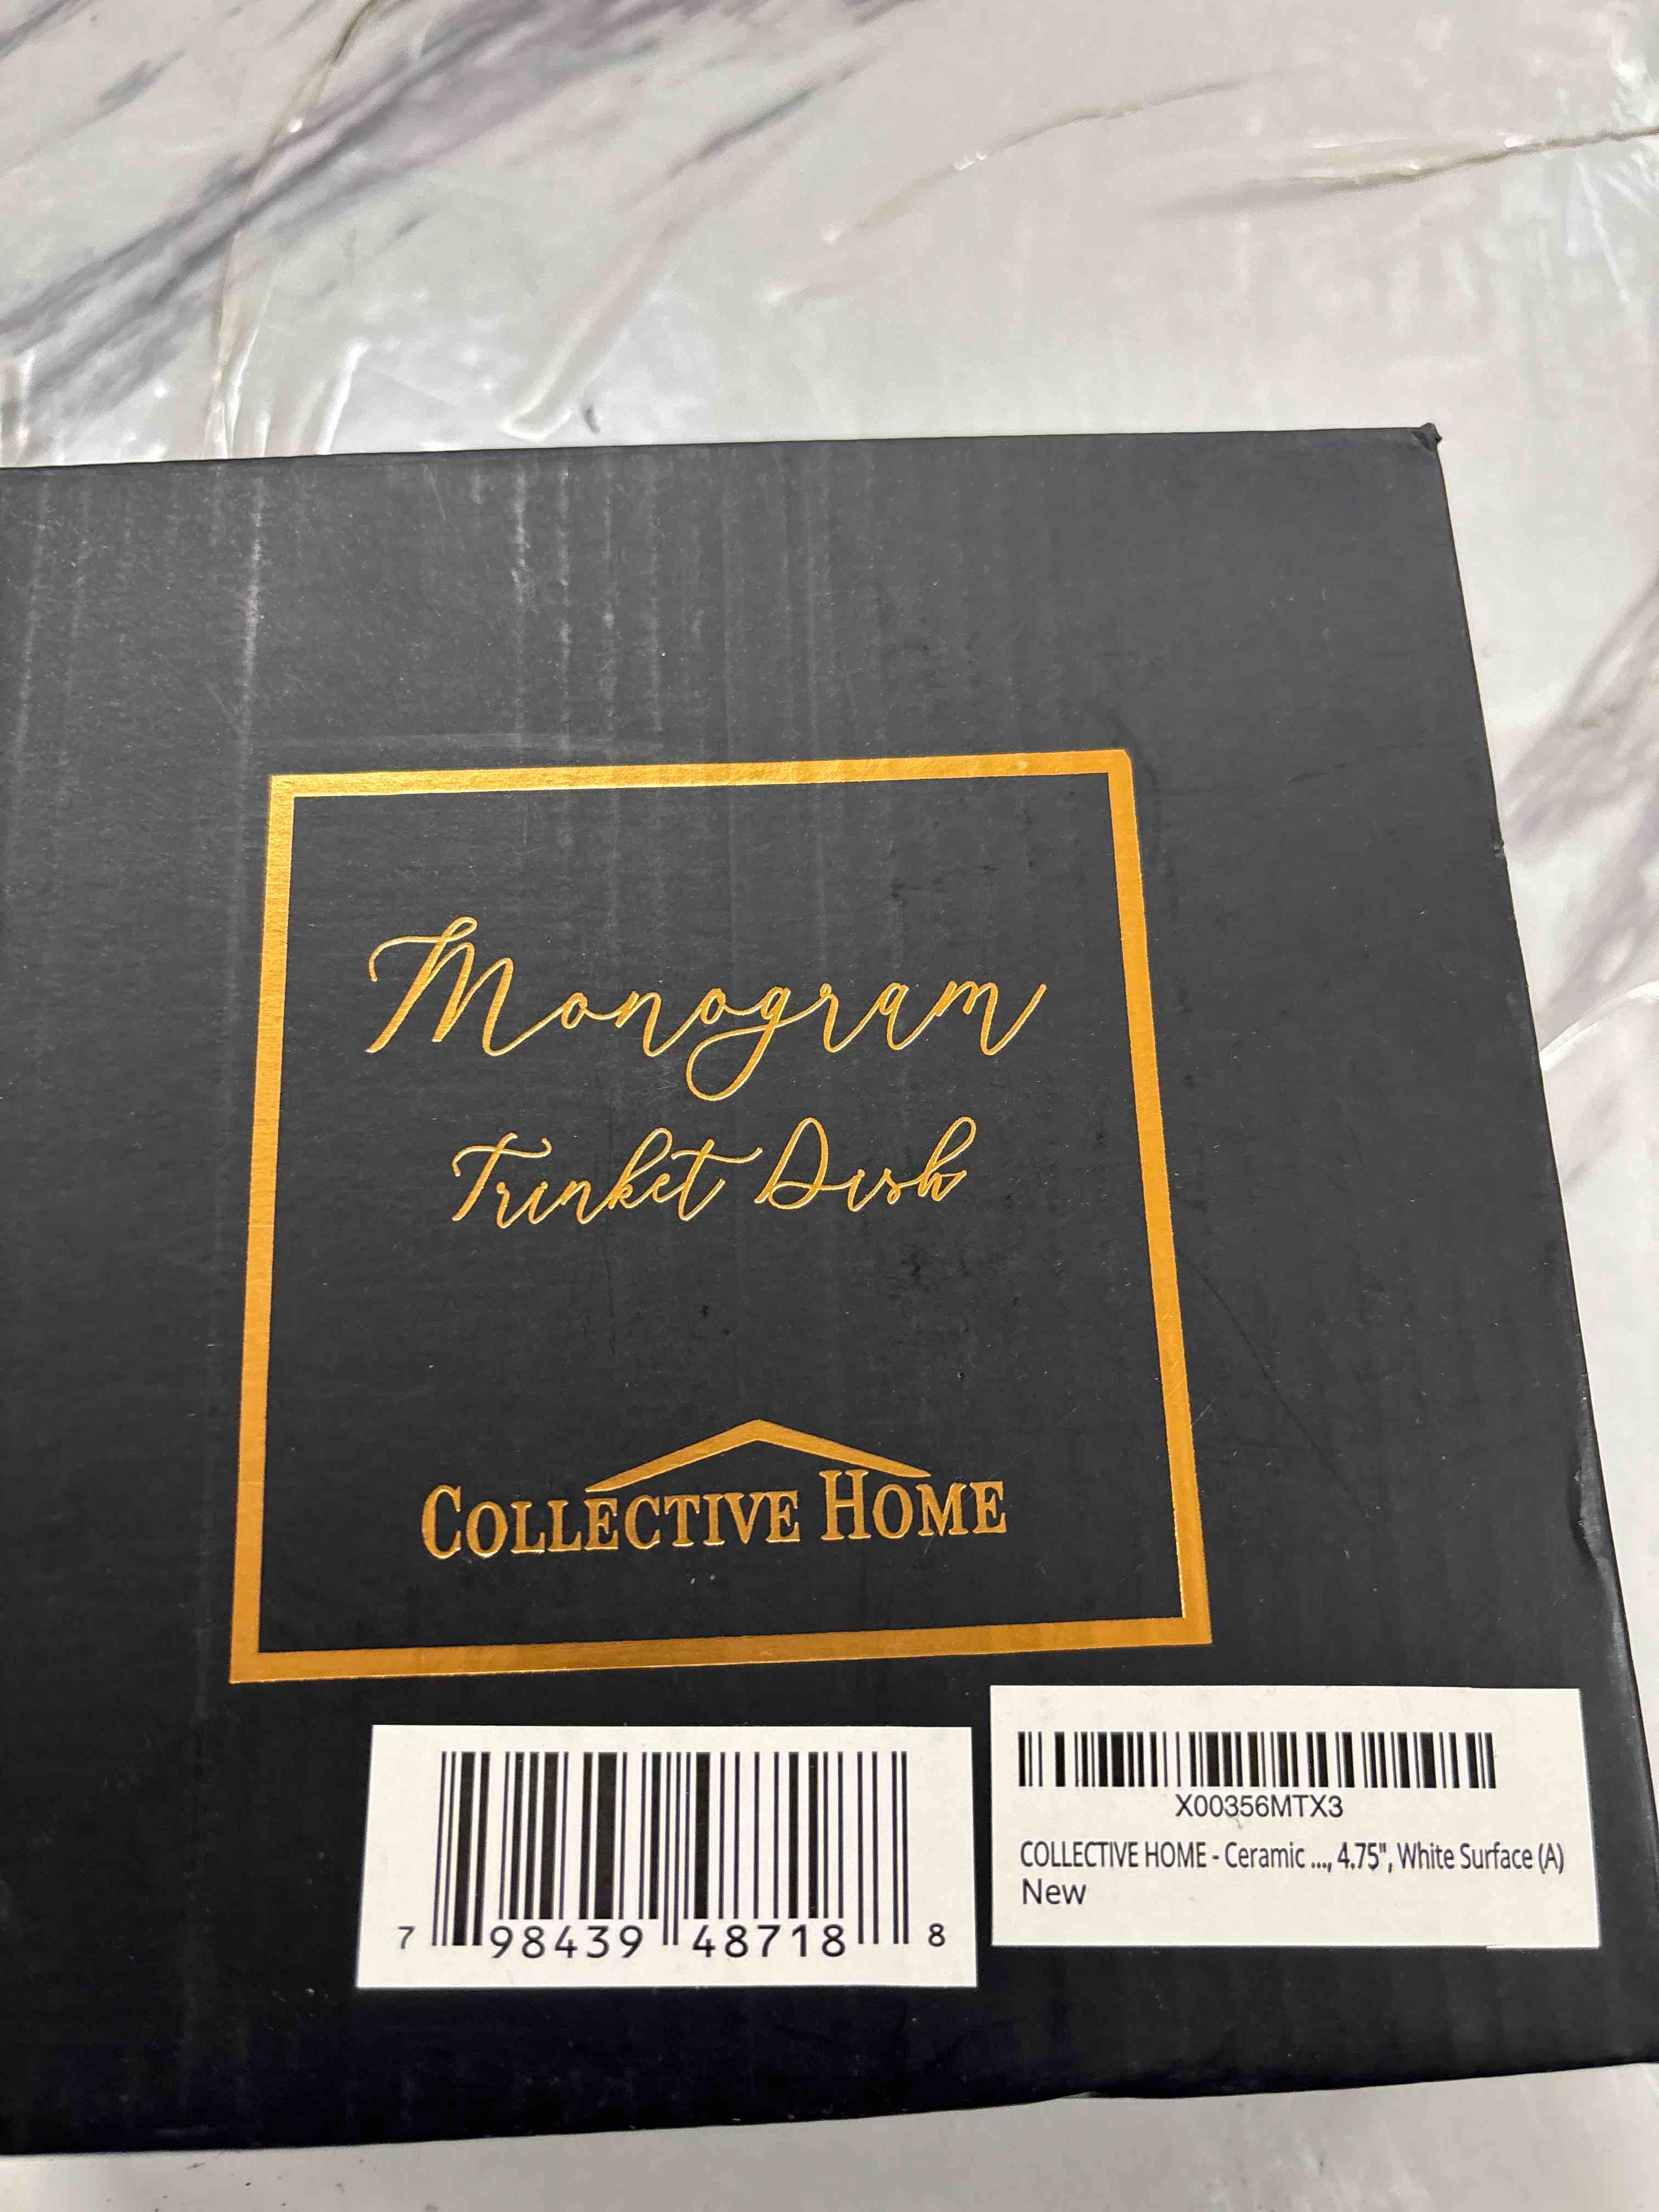 Monogram
Trinket Dish
COLLECTIVE HOME
7 98439 48718 8
X00356MTX3
COLLECTIVE HOME - Ceramic ..., 4.75", White Surface (A)
New